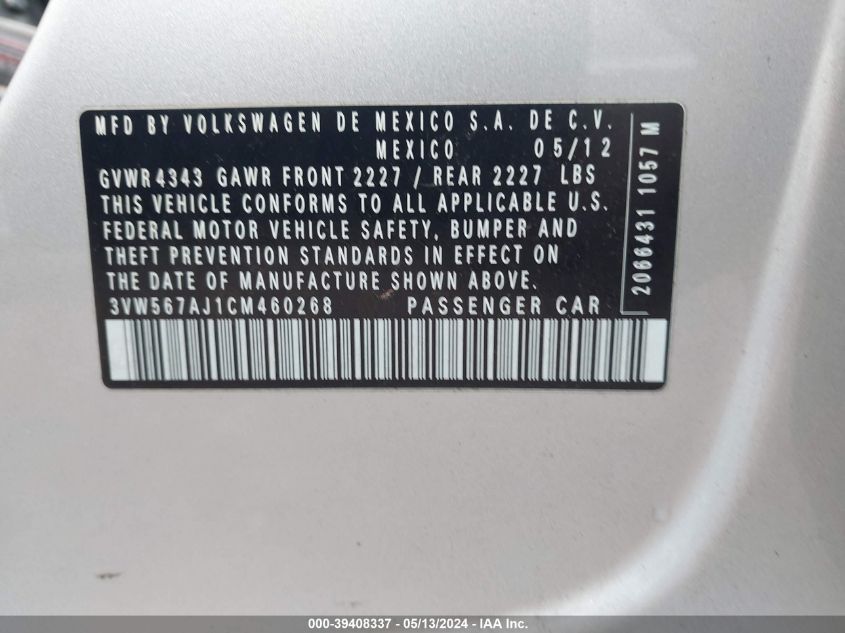 MFD BY VOLKSWAGEN DE MEXICO S.A. DE C.V.
MEXICO 05/12
GVWR 4343 GAWR FRONT 2227 / REAR 2227 LBS
THIS VEHICLE CONFORMS TO ALL APPLICABLE U.S.
FEDERAL MOTOR VEHICLE SAFETY, BUMPER AND
THEFT PREVENTION STANDARDS IN EFFECT ON
THE DATE OF MANUFACTURE SHOWN ABOVE.
3VW567AJ1CM460268 PASSENGER CAR
2066431 1057 M
000-39408337 - 05/13/2024 - IAA Inc.